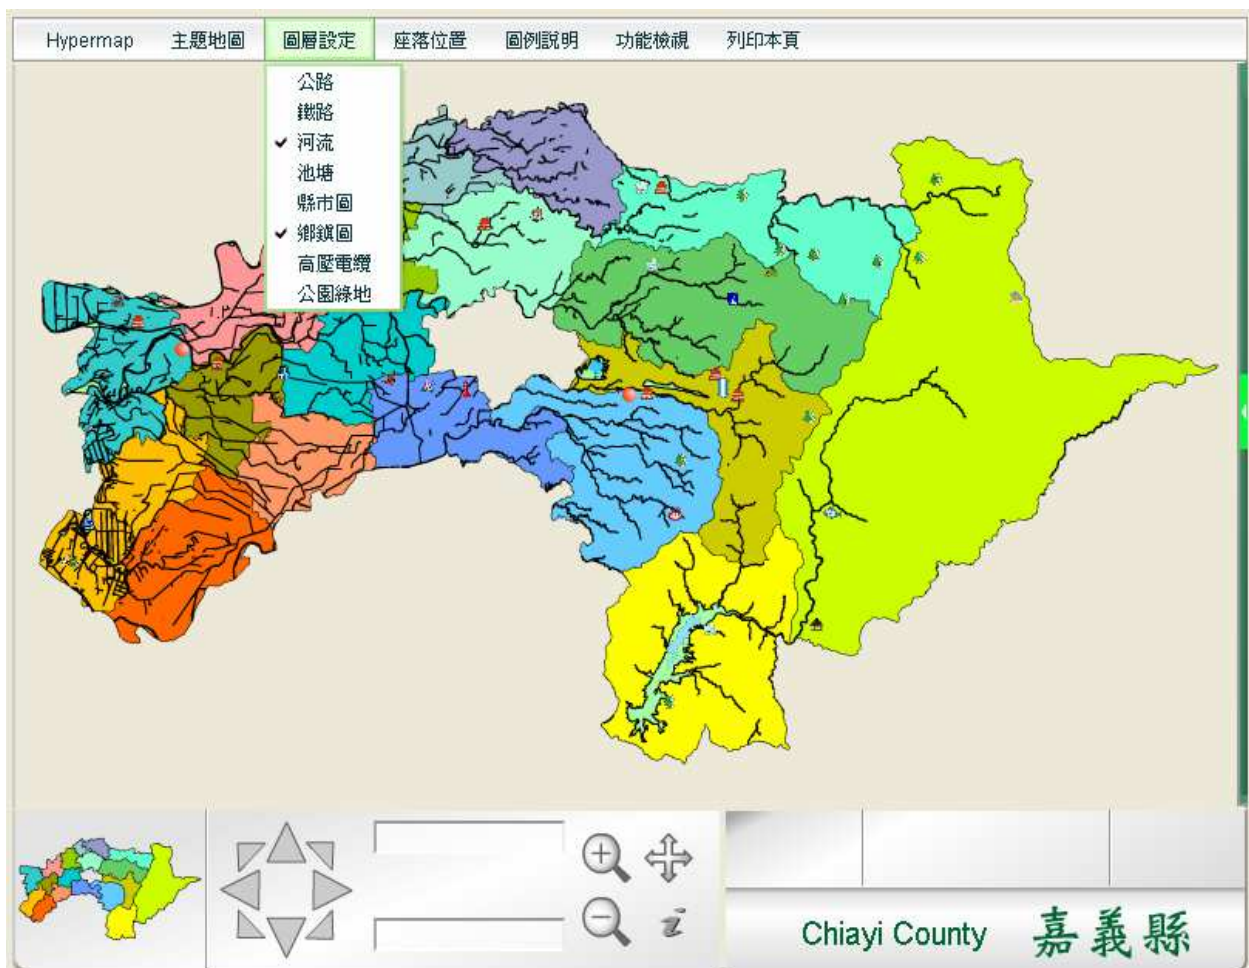 Hypermap 主題地圖 圖層設定 座落位置 圖例說明 功能檢視 列印本頁
公路
鐵路
河流
池塘
縣市圖
鄉鎮圖
高壓電纜
公園綠地
Chiayi County 嘉義縣